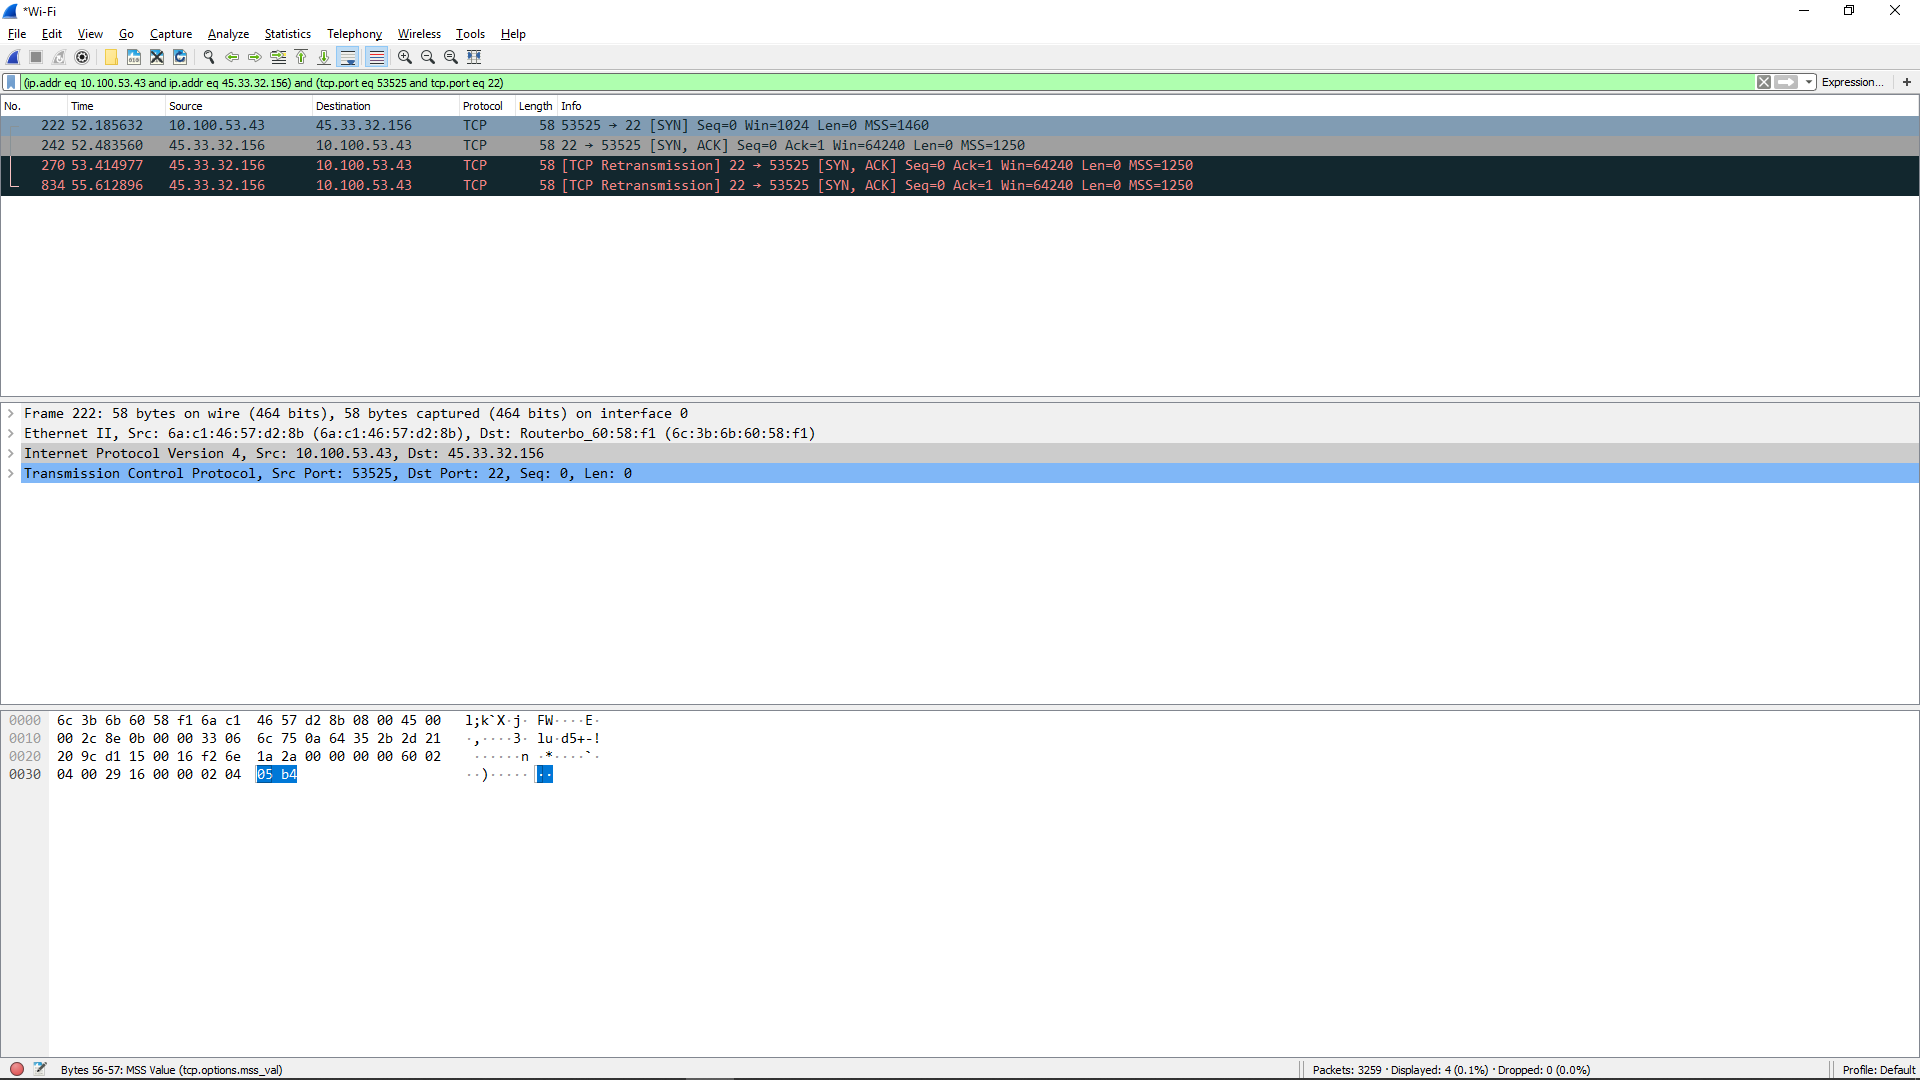 *Wi-Fi
File Edit View Go Capture Analyze Statistics Telephony Wireless Tools Help
(ip.addr eq 10.100.53.43 and ip.addr eq 45.33.32.156) and (tcp.port eq 53525 and tcp.port eq 22) Expression... +
No. Time Source Destination Protocol Length Info
222 52.185632 10.100.53.43 45.33.32.156 TCP 58 53525 → 22 [SYN] Seq=0 Win=1024 Len=0 MSS=1460
242 52.483560 45.33.32.156 10.100.53.43 TCP 58 22 → 53525 [SYN, ACK] Seq=0 Ack=1 Win=64240 Len=0 MSS=1250
270 53.414977 45.33.32.156 10.100.53.43 TCP 58 [TCP Retransmission] 22 → 53525 [SYN, ACK] Seq=0 Ack=1 Win=64240 Len=0 MSS=1250
834 55.612896 45.33.32.156 10.100.53.43 TCP 58 [TCP Retransmission] 22 → 53525 [SYN, ACK] Seq=0 Ack=1 Win=64240 Len=0 MSS=1250
Frame 222: 58 bytes on wire (464 bits), 58 bytes captured (464 bits) on interface 0
Ethernet II, Src: 6a:c1:46:57:d2:8b (6a:c1:46:57:d2:8b), Dst: Routerbo_60:58:f1 (6c:3b:6b:60:58:f1)
Internet Protocol Version 4, Src: 10.100.53.43, Dst: 45.33.32.156
Transmission Control Protocol, Src Port: 53525, Dst Port: 22, Seq: 0, Len: 0
0000 6c 3b 6b 60 58 f1 6a c1 46 57 d2 8b 08 00 45 00 l;k`X·j· FW····E·
0010 00 2c 8e 0b 00 00 33 06 6c 75 0a 64 35 2b 2d 21 ·,····3· lu·d5+-!
0020 20 9c d1 15 00 16 f2 6e 1a 2a 00 00 00 00 60 02 ······n ·*····`·
0030 04 00 29 16 00 00 02 04 05 b4 ··)····· ··
Bytes 56-57: MSS Value (tcp.options.mss_val) Packets: 3259 · Displayed: 4 (0.1%) · Dropped: 0 (0.0%) Profile: Default